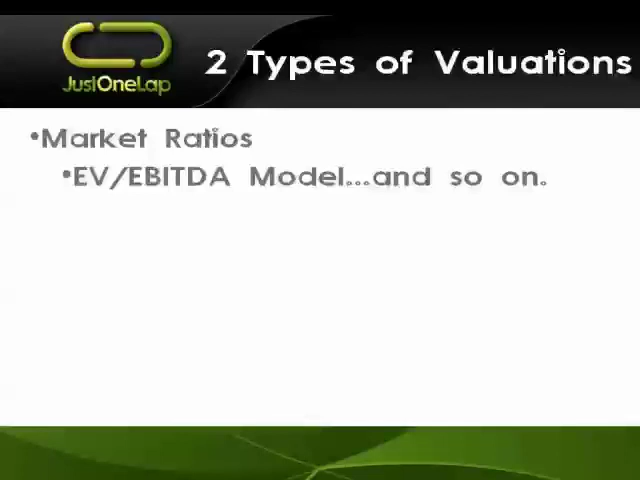 JustOneLap
2 Types of Valuations
•Market Ratios
•EV/EBITDA Model...and so on.